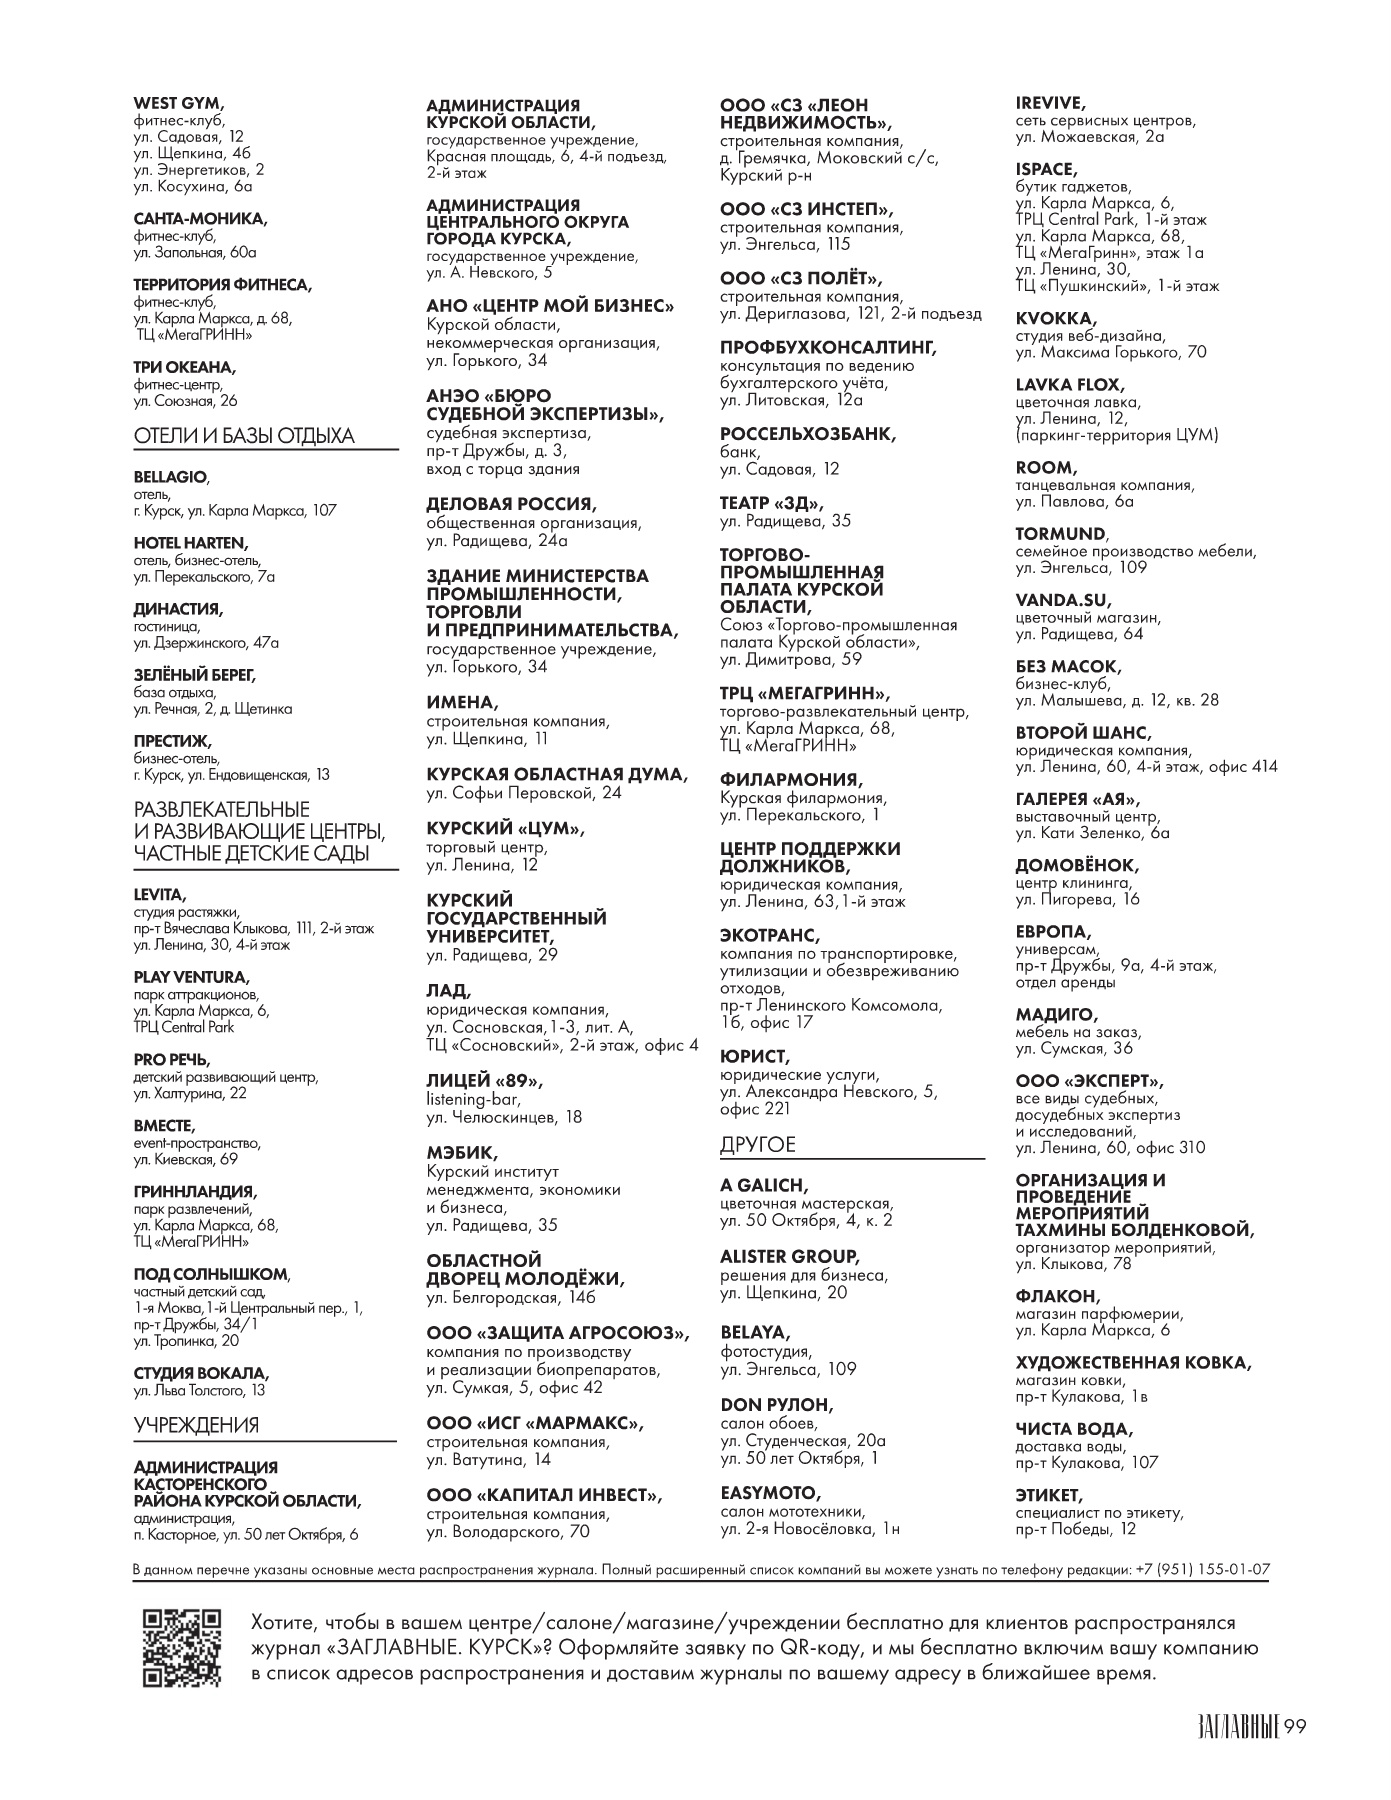 WEST GYM,
фитнес-клуб,
ул. Садовая, 12
ул. Щепкина, 4б
ул. Энергетиков, 2
ул. Косухина, 6а
САНТА-МОНИКА,
фитнес-клуб,
ул. Запольная, 60а
ТЕРРИТОРИЯ ФИТНЕСА,
фитнес-клуб,
ул. Карла Маркса, д. 68,
ТЦ «МегаГРИНН»
ТРИ ОКЕАНА,
фитнес-центр,
ул. Союзная, 26
ОТЕЛИ И БАЗЫ ОТДЫХА
BELLAGIO,
отель,
г. Курск, ул. Карла Маркса, 107
HOTEL HARTEN,
отель, бизнес-отель,
ул. Перекальского, 7а
ДИНАСТИЯ,
гостиница,
ул. Дзержинского, 47а
ЗЕЛЁНЫЙ БЕРЕГ,
база отдыха,
ул. Речная, 2, д. Щетинка
ПРЕСТИЖ,
бизнес-отель,
г. Курск, ул. Ендовищенская, 13
РАЗВЛЕКАТЕЛЬНЫЕ
И РАЗВИВАЮЩИЕ ЦЕНТРЫ,
ЧАСТНЫЕ ДЕТСКИЕ САДЫ
LEVITA,
студия растяжки,
пр-т Вячеслава Клыкова, 111, 2-й этаж
ул. Ленина, 30, 4-й этаж
PLAY VENTURA,
парк аттракционов,
ул. Карла Маркса, 6,
ТРЦ Central Park
PRO РЕЧЬ,
детский развивающий центр,
ул. Халтурина, 22
ВМЕСТЕ,
event-пространство,
ул. Киевская, 69
ГРИННЛАНДИЯ,
парк развлечений,
ул. Карла Маркса, 68,
ТЦ «МегаГРИНН»
ПОД СОЛНЫШКОМ,
частный детский сад,
1-я Моква,1-й Центральный пер., 1,
пр-т Дружбы, 34/1
ул. Тропинка, 20
СТУДИЯ ВОКАЛА,
ул. Льва Толстого, 13
УЧРЕЖДЕНИЯ
АДМИНИСТРАЦИЯ
КАСТОРЕНСКОГО
РАЙОНА КУРСКОЙ ОБЛАСТИ,
администрация,
п. Касторное, ул. 50 лет Октября, 6
АДМИНИСТРАЦИЯ
КУРСКОЙ ОБЛАСТИ,
государственное учреждение,
Красная площадь, 6, 4-й подъезд,
2-й этаж
АДМИНИСТРАЦИЯ
ЦЕНТРАЛЬНОГО ОКРУГА
ГОРОДА КУРСКА,
государственное учреждение,
ул. А. Невского, 5
АНО «ЦЕНТР МОЙ БИЗНЕС»
Курской области,
некоммерческая организация,
ул. Горького, 34
АНЭО «БЮРО
СУДЕБНОЙ ЭКСПЕРТИЗЫ»,
судебная экспертиза,
пр-т Дружбы, д. 3,
вход с торца здания
ДЕЛОВАЯ РОССИЯ,
общественная организация,
ул. Радищева, 24а
ЗДАНИЕ МИНИСТЕРСТВА
ПРОМЫШЛЕННОСТИ,
ТОРГОВЛИ
И ПРЕДПРИНИМАТЕЛЬСТВА,
государственное учреждение,
ул. Горького, 34
ИМЕНА,
строительная компания,
ул. Щепкина, 11
КУРСКАЯ ОБЛАСТНАЯ ДУМА,
ул. Софьи Перовской, 24
КУРСКИЙ «ЦУМ»,
торговый центр,
ул. Ленина, 12
КУРСКИЙ
ГОСУДАРСТВЕННЫЙ
УНИВЕРСИТЕТ,
ул. Радищева, 29
ЛАД,
юридическая компания,
ул. Сосновская,1-3, лит. А,
ТЦ «Сосновский», 2-й этаж, офис 4
ЛИЦЕЙ «89»,
listening-bar,
ул. Челюскинцев, 18
МЭБИК,
Курский институт
менеджмента, экономики
и бизнеса,
ул. Радищева, 35
ОБЛАСТНОЙ
ДВОРЕЦ МОЛОДЁЖИ,
ул. Белгородская, 14б
ООО «ЗАЩИТА АГРОСОЮЗ»,
компания по производству
и реализации биопрепаратов,
ул. Сумкая, 5, офис 42
ООО «ИСГ «МАРМАКС»,
строительная компания,
ул. Ватутина, 14
ООО «КАПИТАЛ ИНВЕСТ»,
строительная компания,
ул. Володарского, 70
ООО «СЗ «ЛЕОН
НЕДВИЖИМОСТЬ»,
строительная компания,
д. Гремячка, Моковский с/с,
Курский р-н
ООО «СЗ ИНСТЕП»,
строительная компания,
ул. Энгельса, 115
ООО «СЗ ПОЛЁТ»,
строительная компания,
ул. Дериглазова, 121, 2-й подъезд
ПРОФБУХКОНСАЛТИНГ,
консультация по ведению
бухгалтерского учёта,
ул. Литовская, 12а
РОССЕЛЬХОЗБАНК,
банк,
ул. Садовая, 12
ТЕАТР «3Д»,
ул. Радищева, 35
ТОРГОВО-
ПРОМЫШЛЕННАЯ
ПАЛАТА КУРСКОЙ
ОБЛАСТИ,
Союз «Торгово-промышленная
палата Курской области»,
ул. Димитрова, 59
ТРЦ «МЕГАГРИНН»,
торгово-развлекательный центр,
ул. Карла Маркса, 68,
ТЦ «МегаГРИНН»
ФИЛАРМОНИЯ,
Курская филармония,
ул. Перекальского, 1
ЦЕНТР ПОДДЕРЖКИ
ДОЛЖНИКОВ,
юридическая компания,
ул. Ленина, 63,1-й этаж
ЭКОТРАНС,
компания по транспортировке,
утилизации и обезвреживанию
отходов,
пр-т Ленинского Комсомола,
1б, офис 17
ЮРИСТ,
юридические услуги,
ул. Александра Невского, 5,
офис 221
ДРУГОЕ
A GALICH,
цветочная мастерская,
ул. 50 Октября, 4, к. 2
ALISTER GROUP,
решения для бизнеса,
ул. Щепкина, 20
BELAYA,
фотостудия,
ул. Энгельса, 109
DON РУЛОН,
салон обоев,
ул. Студенческая, 20а
ул. 50 лет Октября, 1
EASYMOTO,
салон мототехники,
ул. 2-я Новосёловка, 1н
IREVIVE,
сеть сервисных центров,
ул. Можаевская, 2а
ISPACE,
бутик гаджетов,
ул. Карла Маркса, 6,
ТРЦ Central Park, 1-й этаж
ул. Карла Маркса, 68,
ТЦ «МегаГринн», этаж 1а
ул. Ленина, 30,
ТЦ «Пушкинский», 1-й этаж
KVOKKA,
студия веб-дизайна,
ул. Максима Горького, 70
LAVKA FLOX,
цветочная лавка,
ул. Ленина, 12,
(паркинг-территория ЦУМ)
ROOM,
танцевальная компания,
ул. Павлова, 6а
TORMUND,
семейное производство мебели,
ул. Энгельса, 109
VANDA.SU,
цветочный магазин,
ул. Радищева, 64
БЕЗ МАСОК,
бизнес-клуб,
ул. Малышева, д. 12, кв. 28
ВТОРОЙ ШАНС,
юридическая компания,
ул. Ленина, 60, 4-й этаж, офис 414
ГАЛЕРЕЯ «АЯ»,
выставочный центр,
ул. Кати Зеленко, 6а
ДОМОВЁНОК,
центр клининга,
ул. Пигорева, 16
ЕВРОПА,
универсам,
пр-т Дружбы, 9а, 4-й этаж,
отдел аренды
МАДИГО,
мебель на заказ,
ул. Сумская, 36
ООО «ЭКСПЕРТ»,
все виды судебных,
досудебных экспертиз
и исследований,
ул. Ленина, 60, офис 310
ОРГАНИЗАЦИЯ И
ПРОВЕДЕНИЕ
МЕРОПРИЯТИЙ
ТАХМИНЫ БОЛДЕНКОВОЙ,
организатор мероприятий,
ул. Клыкова, 78
ФЛАКОН,
магазин парфюмерии,
ул. Карла Маркса, 6
ХУДОЖЕСТВЕННАЯ КОВКА,
магазин ковки,
пр-т Кулакова, 1в
ЧИСТА ВОДА,
доставка воды,
пр-т Кулакова, 107
ЭТИКЕТ,
специалист по этикету,
пр-т Победы, 12
В данном перечне указаны основные места распространения журнала. Полный расширенный список компаний вы можете узнать по телефону редакции: +7 (951) 155-01-07
Хотите, чтобы в вашем центре/салоне/магазине/учреждении бесплатно для клиентов распространялся
журнал «ЗАГЛАВНЫЕ. КУРСК»? Оформляйте заявку по QR-коду, и мы бесплатно включим вашу компанию
в список адресов распространения и доставим журналы по вашему адресу в ближайшее время.
ЗАГЛАВНЫЕ 99